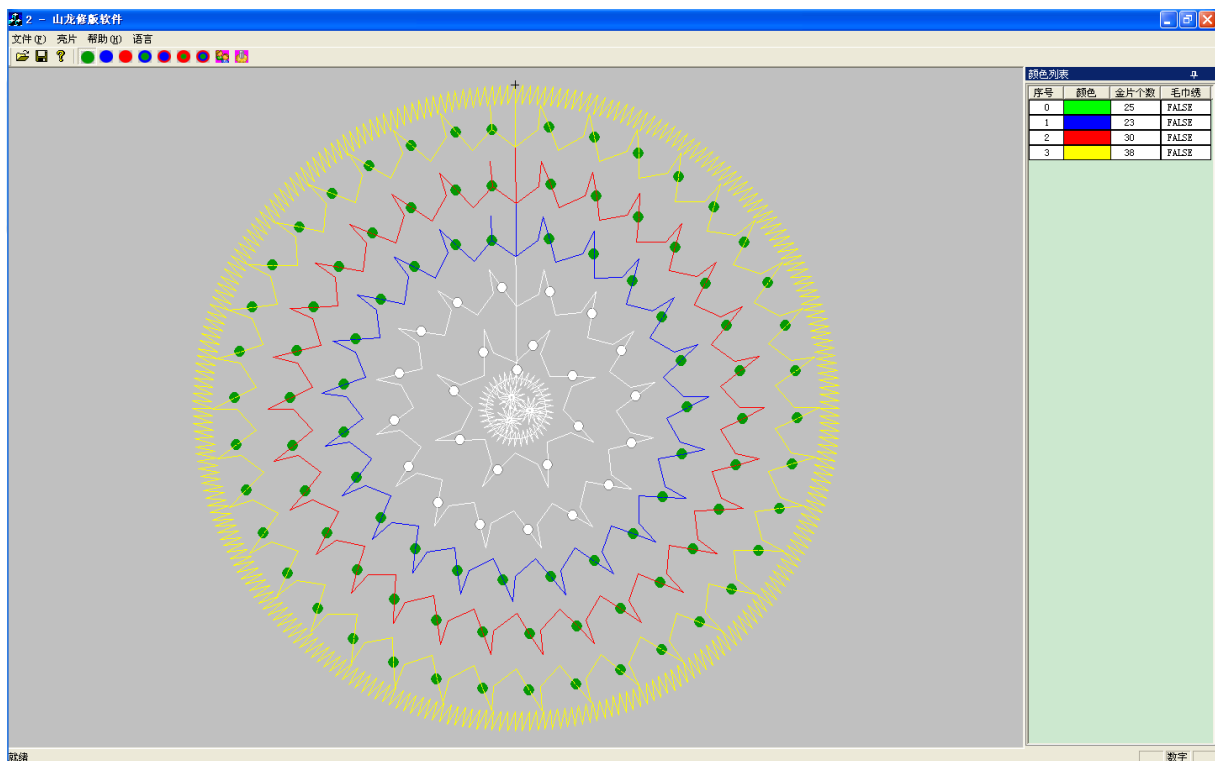 2 - 山龙修版软件
文件(F) 亮片 帮助(H) 语言
颜色列表
序号 颜色 金片个数 毛巾绣
0 25 FALSE
1 23 FALSE
2 30 FALSE
3 38 FALSE
就绪 数字